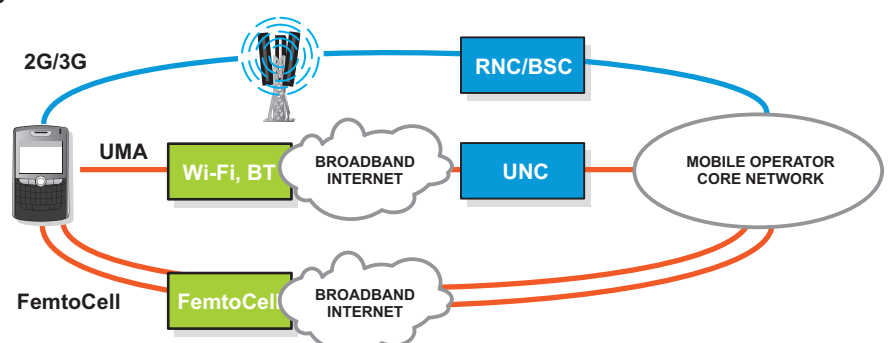 2G/3G
RNC/BSC
UMA
Wi-Fi, BT
BROADBAND
INTERNET
UNC
MOBILE OPERATOR
CORE NETWORK
FemtoCell
FemtoCell
BROADBAND
INTERNET